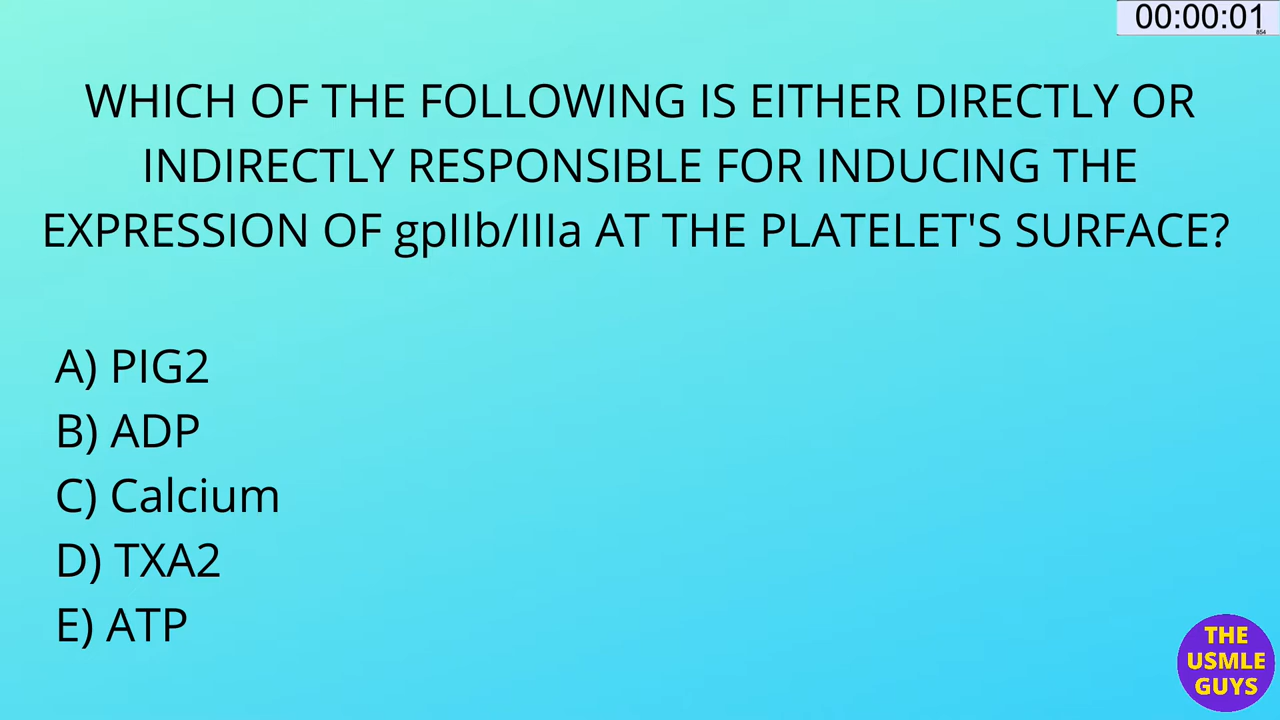 00:00:01
854
WHICH OF THE FOLLOWING IS EITHER DIRECTLY OR
INDIRECTLY RESPONSIBLE FOR INDUCING THE
EXPRESSION OF gpIIb/IIIa AT THE PLATELET'S SURFACE?
A) PIG2
B) ADP
C) Calcium
D) TXA2
E) ATP
THE
USMLE
GUYS